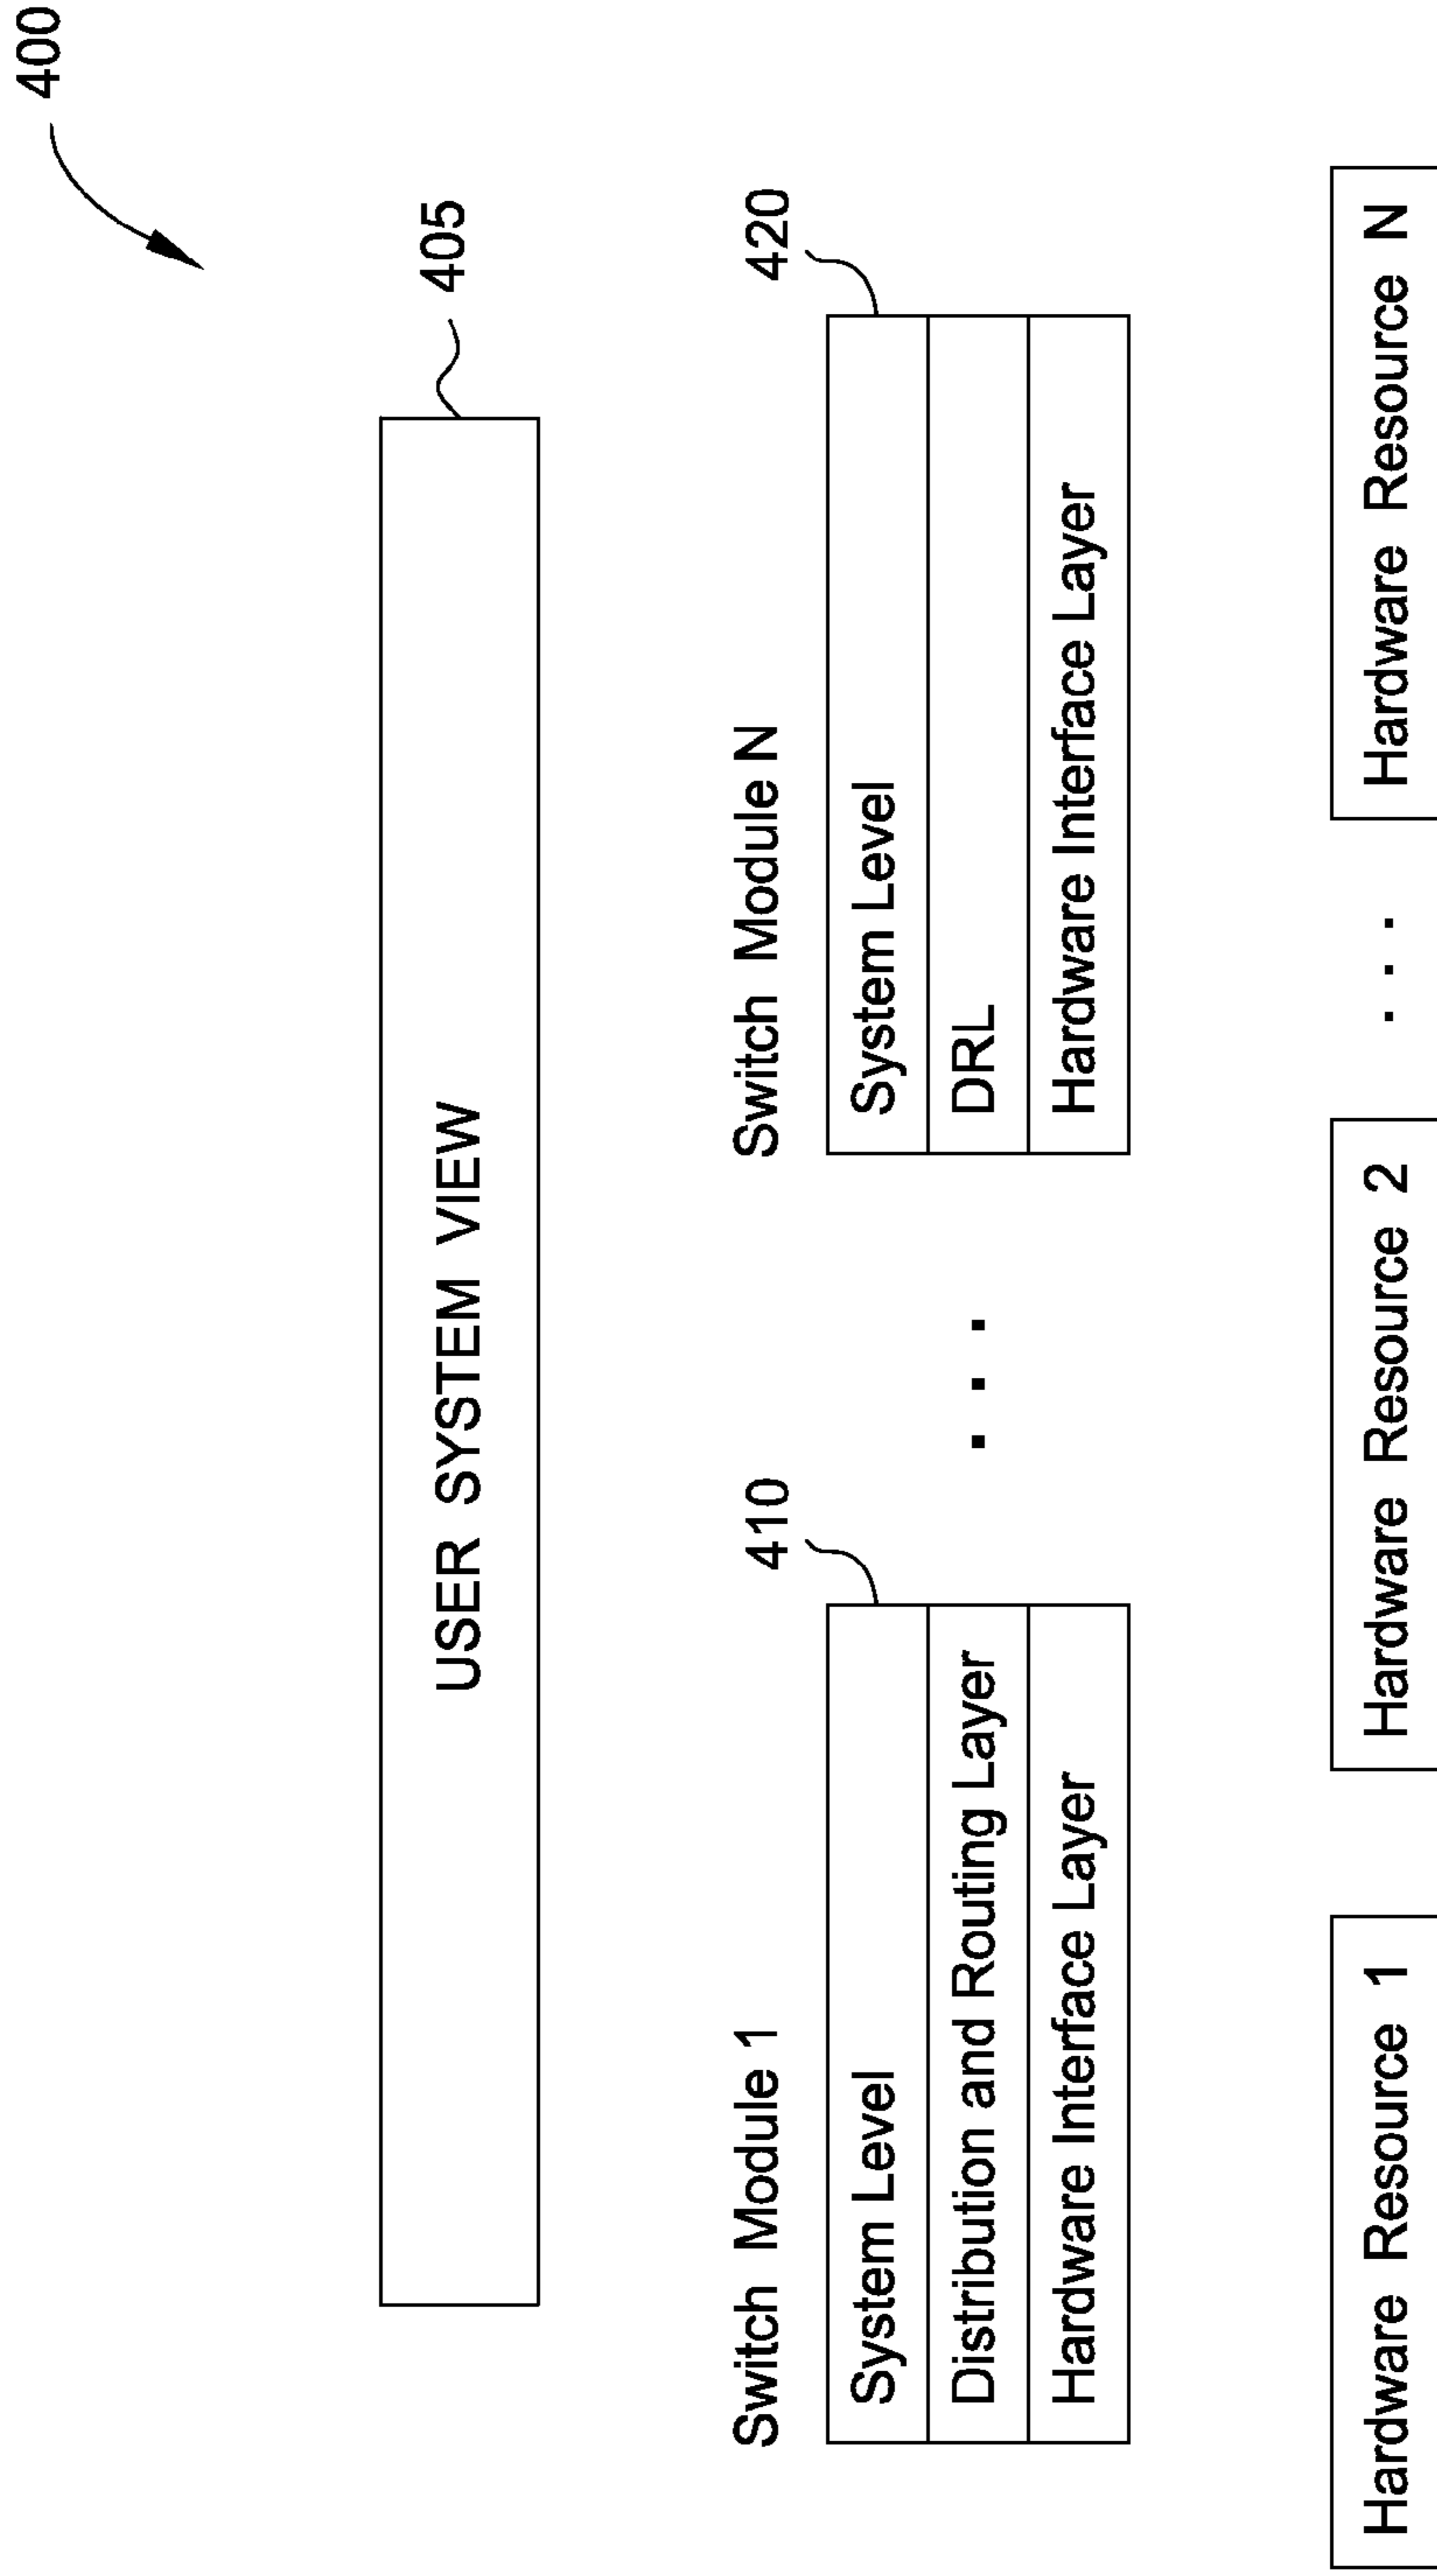 400
USER SYSTEM VIEW
405
Switch Module 1
410
System Level
Distribution and Routing Layer
Hardware Interface Layer
. . .
Switch Module N
420
System Level
DRL
Hardware Interface Layer
Hardware Resource 1
Hardware Resource 2
. . .
Hardware Resource N